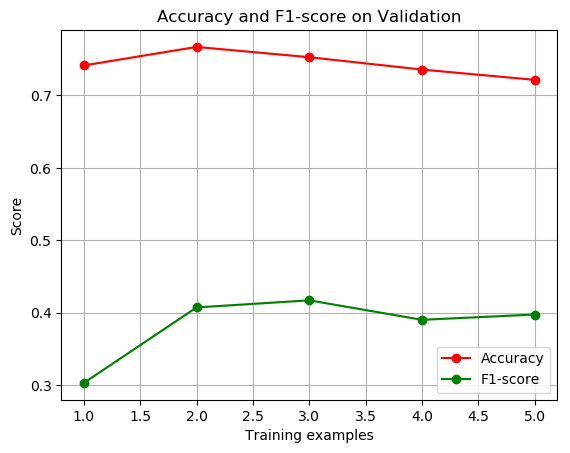 Accuracy and F1-score on Validation
Score
0.7
0.6
0.5
0.4
0.3
Accuracy
F1-score
1.0 1.5 2.0 2.5 3.0 3.5 4.0 4.5 5.0
Training examples